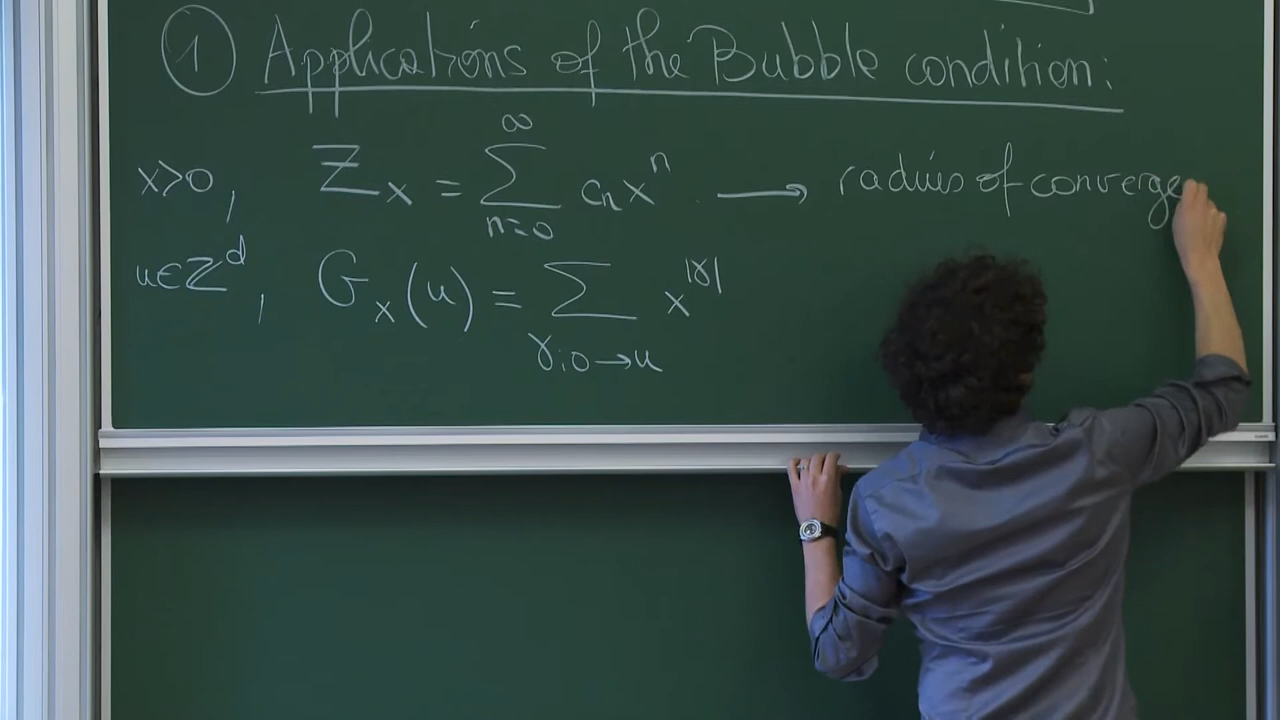 ① Applications of the Bubble condition:
x>0, Z_x = ∑_{n=0}^{∞} c_n x^n ⟶ radius of converge
u∈ℤ^d, G_x(u) = ∑_{γ:0→u} x^{|γ|}